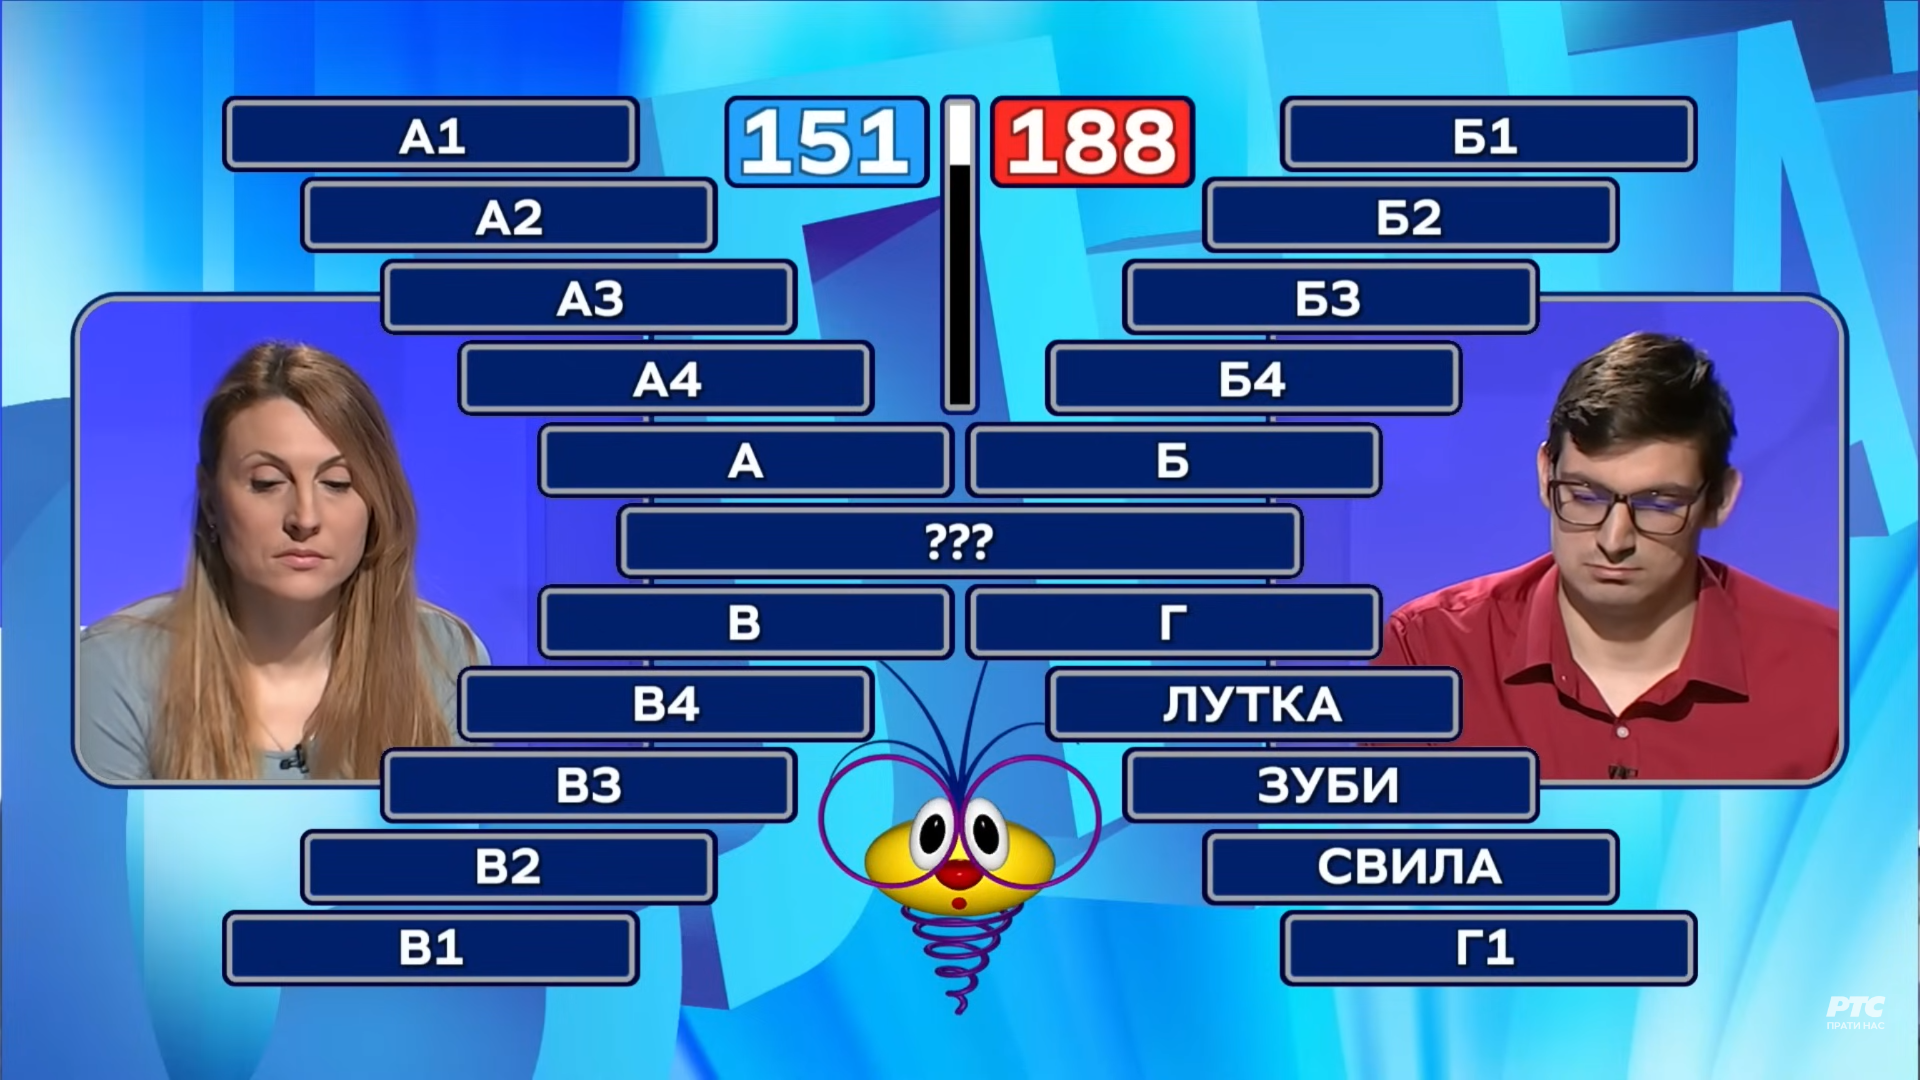 А1
151
188
Б1
А2
Б2
А3
Б3
А4
Б4
А
Б
???
В
Г
В4
ЛУТКА
В3
ЗУБИ
В2
СВИЛА
В1
Г1
РТС
ПРАТИ НАС